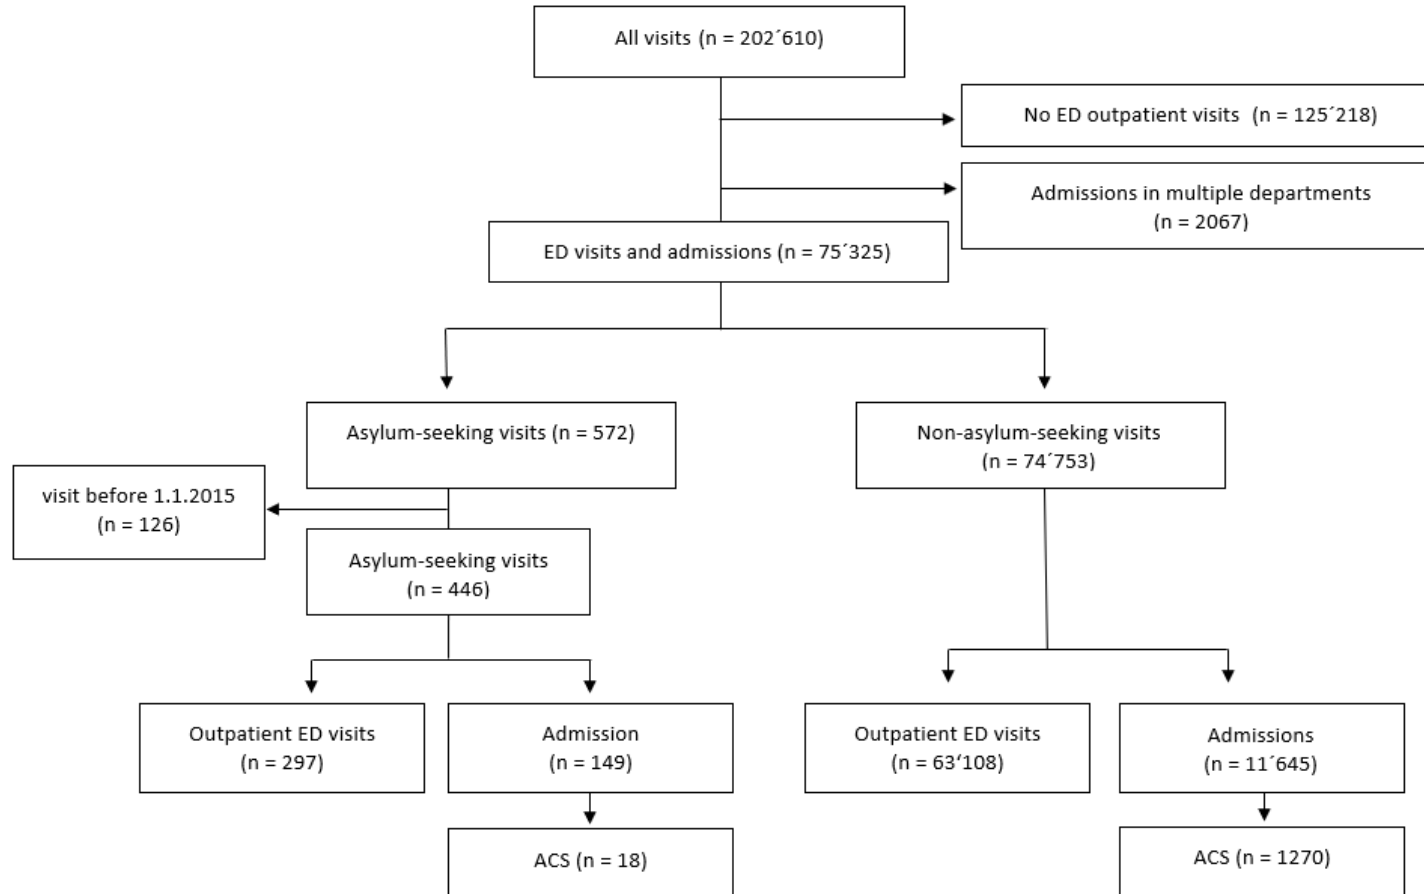 All visits (n = 202´610)
No ED outpatient visits (n = 125´218)
Admissions in multiple departments
(n = 2067)
ED visits and admissions (n = 75´325)
Asylum-seeking visits (n = 572)
Non-asylum-seeking visits
(n = 74´753)
visit before 1.1.2015
(n = 126)
Asylum-seeking visits
(n = 446)
Outpatient ED visits
(n = 297)
Admission
(n = 149)
Outpatient ED visits
(n = 63‘108)
Admissions
(n = 11´645)
ACS (n = 18)
ACS (n = 1270)